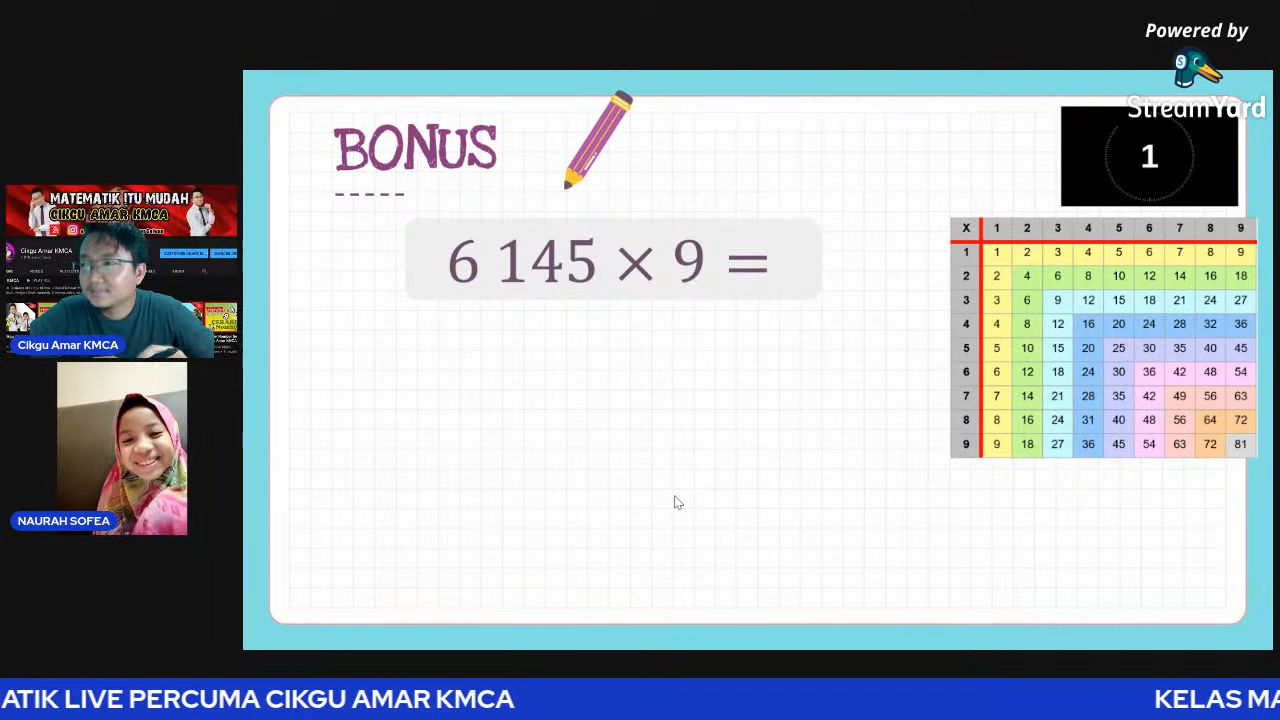 Powered by
StreamYard
BONUS
-----
1
6 145 × 9 =
X 1 2 3 4 5 6 7 8 9
1 1 2 3 4 5 6 7 8 9
2 2 4 6 8 10 12 14 16 18
3 3 6 9 12 15 18 21 24 27
4 4 8 12 16 20 24 28 32 36
5 5 10 15 20 25 30 35 40 45
6 6 12 18 24 30 36 42 48 54
7 7 14 21 28 35 42 49 56 63
8 8 16 24 31 40 48 56 64 72
9 9 18 27 36 45 54 63 72 81
MATEMATIK ITU MUDAH
CIKGU AMAR KMCA
Cikgu Amar KMCA
Cikgu Amar KMCA
NAURAH SOFEA
ATIK LIVE PERCUMA CIKGU AMAR KMCA
KELAS MA